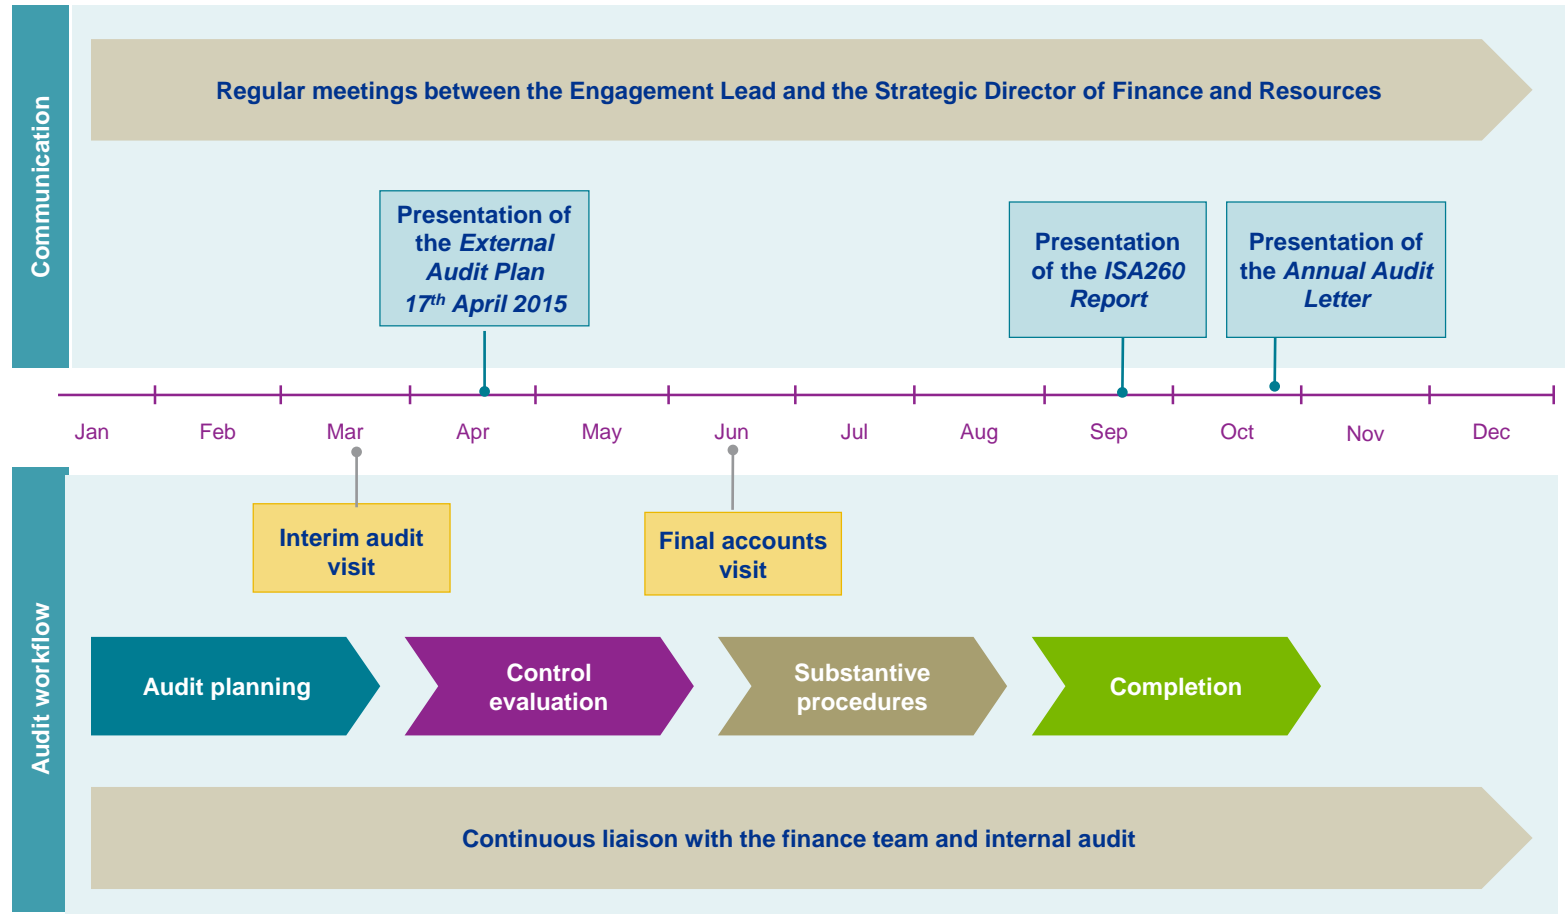 Communication
Regular meetings between the Engagement Lead and the Strategic Director of Finance and Resources
Presentation of
the External
Audit Plan
17th April 2015
Presentation
of the ISA260
Report
Presentation of
the Annual Audit
Letter
Jan Feb Mar Apr May Jun Jul Aug Sep Oct Nov Dec
Audit workflow
Interim audit
visit
Final accounts
visit
Audit planning
Control
evaluation
Substantive
procedures
Completion
Continuous liaison with the finance team and internal audit